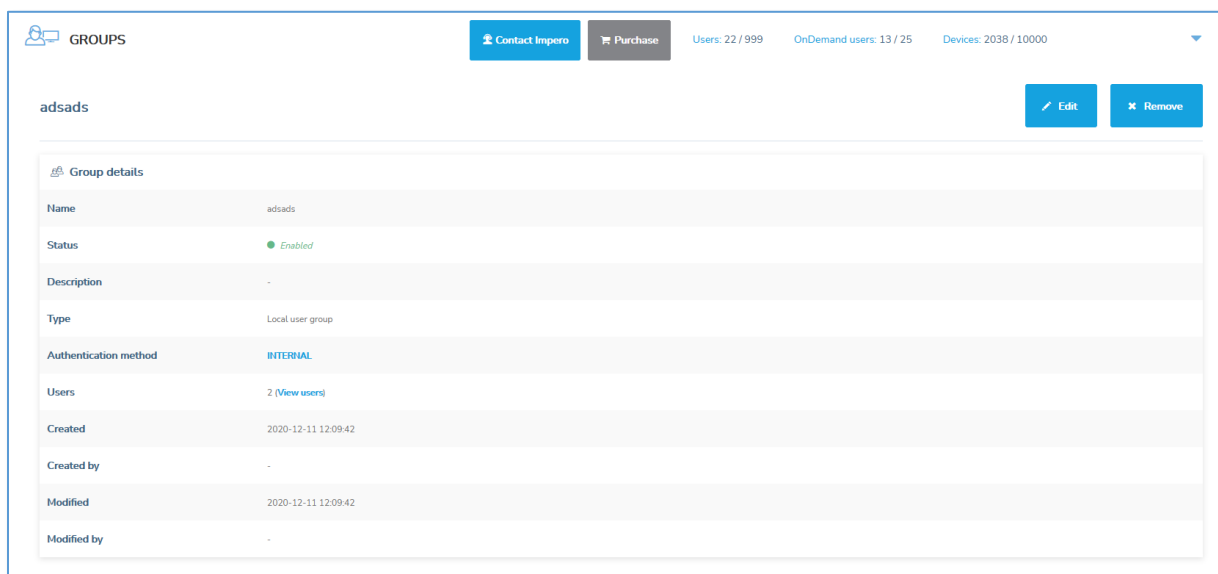 GROUPS Contact Impero Purchase Users: 22 / 999 OnDemand users: 13 / 25 Devices: 2038 / 10000
adsads Edit Remove
Group details
Name adsads
Status Enabled
Description -
Type Local user group
Authentication method INTERNAL
Users 2 (View users)
Created 2020-12-11 12:09:42
Created by -
Modified 2020-12-11 12:09:42
Modified by -